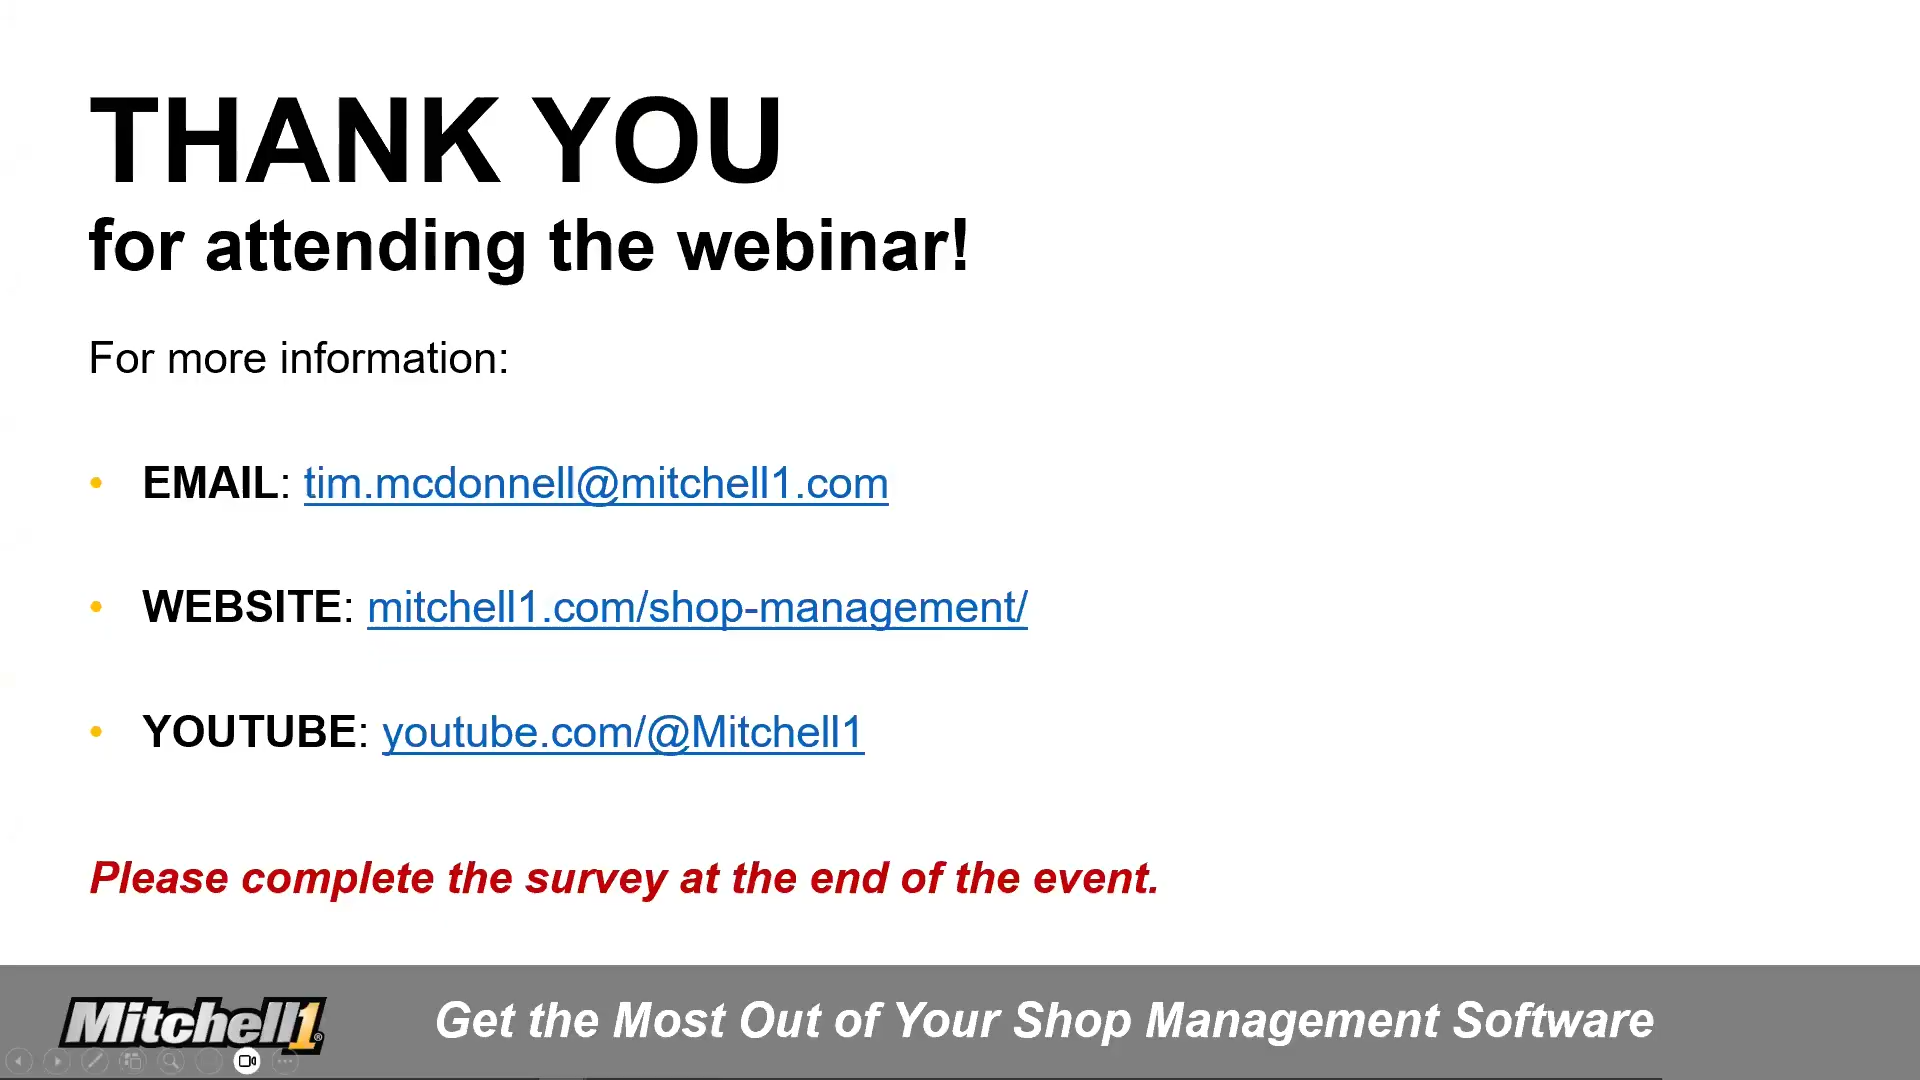 THANK YOU
for attending the webinar!
For more information:
• EMAIL: tim.mcdonnell@mitchell1.com
• WEBSITE: mitchell1.com/shop-management/
• YOUTUBE: youtube.com/@Mitchell1
Please complete the survey at the end of the event.
Mitchell1® Get the Most Out of Your Shop Management Software